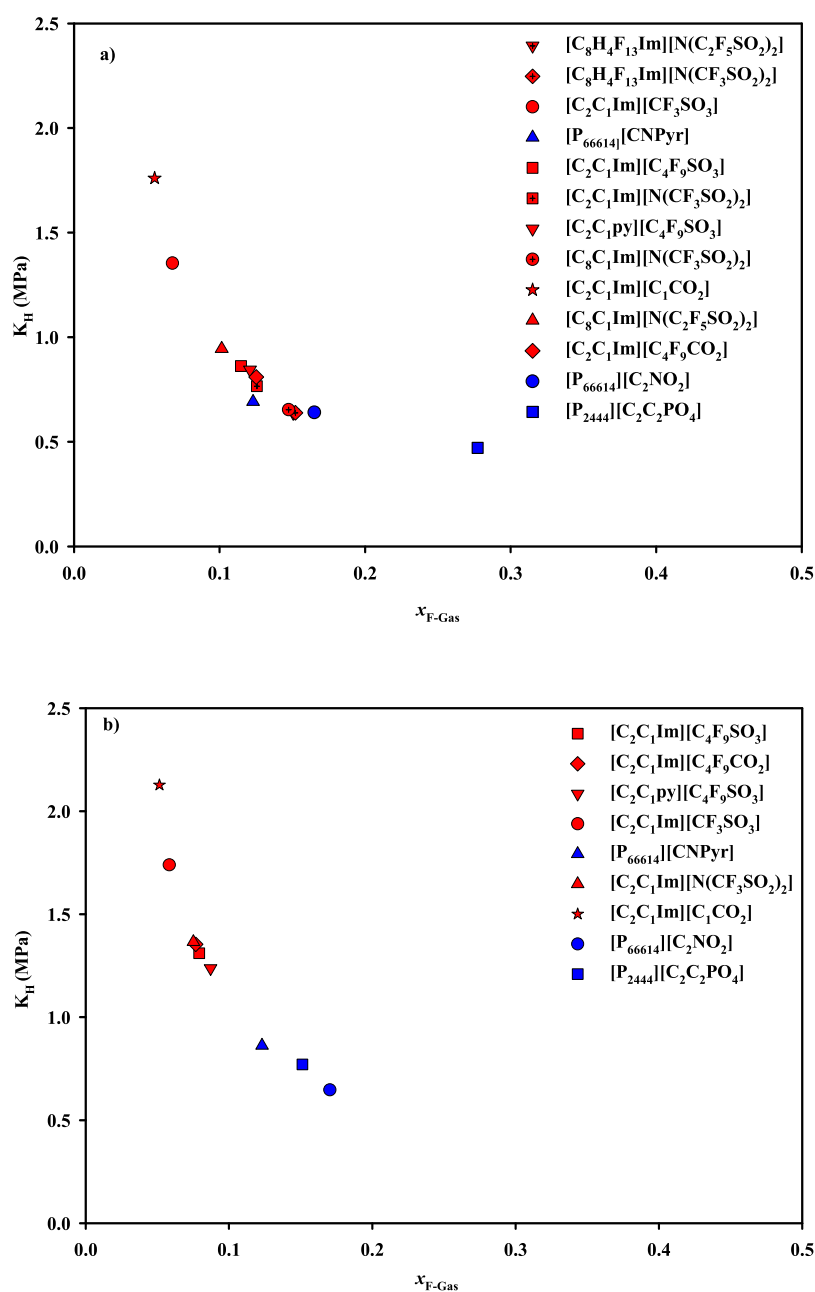 a)
2.5
2.0
1.5
1.0
0.5
0.0
K_H (MPa)
[C₈H₄F₁₃Im][N(C₂F₅SO₂)₂]
[C₈H₄F₁₃Im][N(CF₃SO₂)₂]
[C₂C₁Im][CF₃SO₃]
[P₆₆₆₁₄][CNPyr]
[C₂C₁Im][C₄F₉SO₃]
[C₂C₁Im][N(CF₃SO₂)₂]
[C₂C₁py][C₄F₉SO₃]
[C₈C₁Im][N(CF₃SO₂)₂]
[C₂C₁Im][C₁CO₂]
[C₈C₁Im][N(C₂F₅SO₂)₂]
[C₂C₁Im][C₄F₉CO₂]
[P₆₆₆₁₄][C₂NO₂]
[P₂₄₄₄][C₂C₂PO₄]
0.0 0.1 0.2 0.3 0.4 0.5
x_F-Gas
b)
2.5
2.0
1.5
1.0
0.5
0.0
K_H (MPa)
[C₂C₁Im][C₄F₉SO₃]
[C₂C₁Im][C₄F₉CO₂]
[C₂C₁py][C₄F₉SO₃]
[C₂C₁Im][CF₃SO₃]
[P₆₆₆₁₄][CNPyr]
[C₂C₁Im][N(CF₃SO₂)₂]
[C₂C₁Im][C₁CO₂]
[P₆₆₆₁₄][C₂NO₂]
[P₂₄₄₄][C₂C₂PO₄]
0.0 0.1 0.2 0.3 0.4 0.5
x_F-Gas